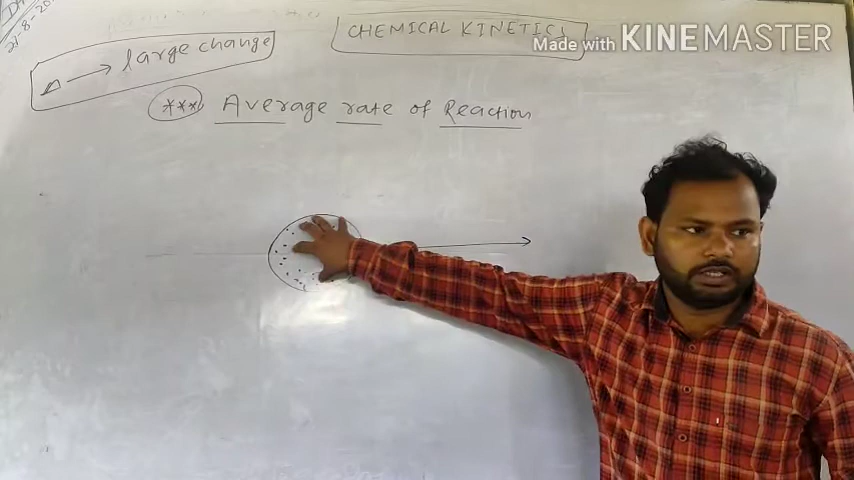 CHEMICAL KINETICS
Made with KINEMASTER
Δ → large change
*** Average rate of Reaction